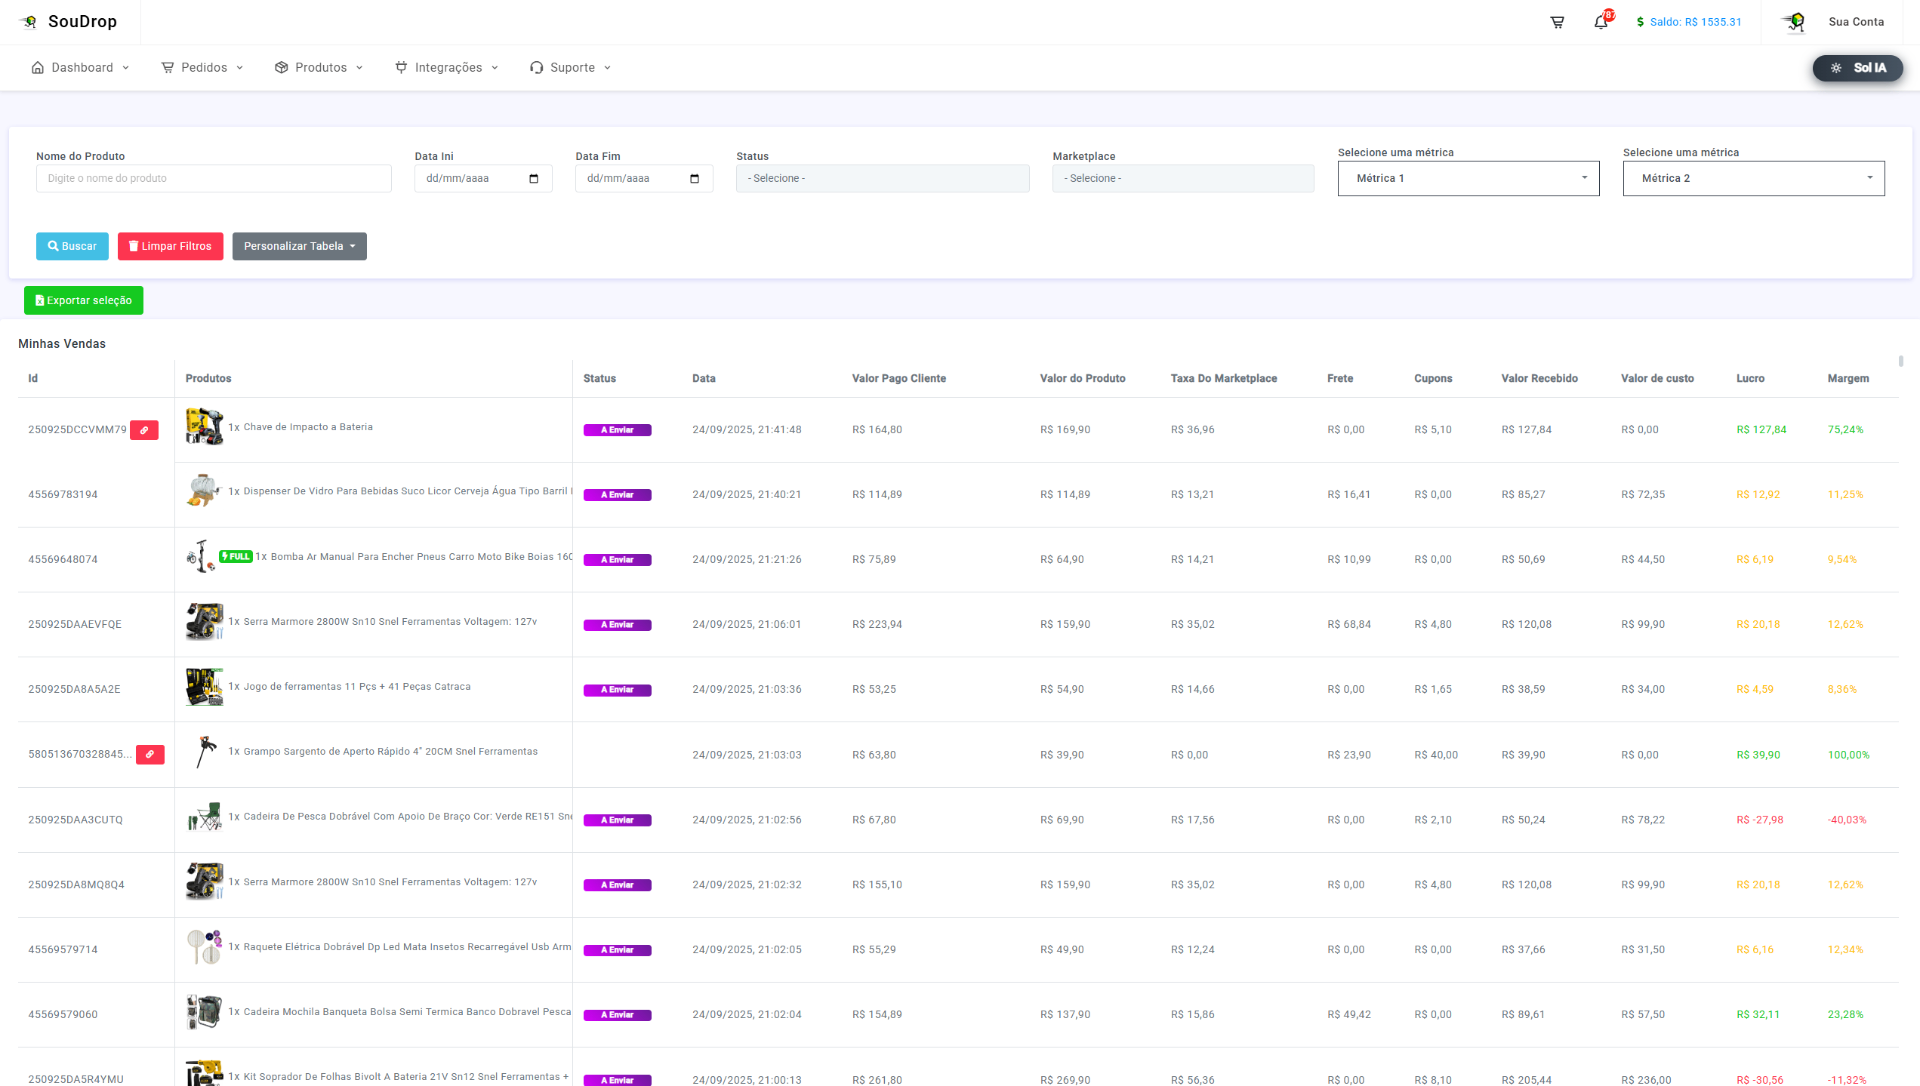 SouDrop
787
$ Saldo: R$ 1535.31
Sua Conta
Dashboard
Pedidos
Produtos
Integrações
Suporte
Sol IA
Nome do Produto
Data Ini
Data Fim
Status
Marketplace
Selecione uma métrica
Selecione uma métrica
Digite o nome do produto
dd/mm/aaaa
dd/mm/aaaa
- Selecione -
- Selecione -
Métrica 1
Métrica 2
Buscar
Limpar Filtros
Personalizar Tabela
Exportar seleção
Minhas Vendas
Id Produtos Status Data Valor Pago Cliente Valor do Produto Taxa Do Marketplace Frete Cupons Valor Recebido Valor de custo Lucro Margem
250925DCCVMM79 1x Chave de Impacto a Bateria A Enviar 24/09/2025, 21:41:48 R$ 164,80 R$ 169,90 R$ 36,96 R$ 0,00 R$ 5,10 R$ 127,84 R$ 0,00 R$ 127,84 75,24%
45569783194 1x Dispenser De Vidro Para Bebidas Suco Licor Cerveja Água Tipo Barril A Enviar 24/09/2025, 21:40:21 R$ 114,89 R$ 114,89 R$ 13,21 R$ 16,41 R$ 0,00 R$ 85,27 R$ 72,35 R$ 12,92 11,25%
45569648074 FULL 1x Bomba Ar Manual Para Encher Pneus Carro Moto Bike Boias 160 A Enviar 24/09/2025, 21:21:26 R$ 75,89 R$ 64,90 R$ 14,21 R$ 10,99 R$ 0,00 R$ 50,69 R$ 44,50 R$ 6,19 9,54%
250925DAAEVFQE 1x Serra Marmore 2800W Sn10 Snel Ferramentas Voltagem: 127v A Enviar 24/09/2025, 21:06:01 R$ 223,94 R$ 159,90 R$ 35,02 R$ 68,84 R$ 4,80 R$ 120,08 R$ 99,90 R$ 20,18 12,62%
250925DA8A5A2E 1x Jogo de ferramentas 11 Pçs + 41 Peças Catraca A Enviar 24/09/2025, 21:03:36 R$ 53,25 R$ 54,90 R$ 14,66 R$ 0,00 R$ 1,65 R$ 38,59 R$ 34,00 R$ 4,59 8,36%
580513670328845... 1x Grampo Sargento de Aperto Rápido 4" 20CM Snel Ferramentas 24/09/2025, 21:03:03 R$ 63,80 R$ 39,90 R$ 0,00 R$ 23,90 R$ 40,00 R$ 39,90 R$ 0,00 R$ 39,90 100,00%
250925DAA3CUTQ 1x Cadeira De Pesca Dobrável Com Apoio De Braço Cor: Verde RE151 Sne A Enviar 24/09/2025, 21:02:56 R$ 67,80 R$ 69,90 R$ 17,56 R$ 0,00 R$ 2,10 R$ 50,24 R$ 78,22 R$ -27,98 -40,03%
250925DA8MQ8Q4 1x Serra Marmore 2800W Sn10 Snel Ferramentas Voltagem: 127v A Enviar 24/09/2025, 21:02:32 R$ 155,10 R$ 159,90 R$ 35,02 R$ 0,00 R$ 4,80 R$ 120,08 R$ 99,90 R$ 20,18 12,62%
45569579714 1x Raquete Elétrica Dobrável Dp Led Mata Insetos Recarregável Usb Arm A Enviar 24/09/2025, 21:02:05 R$ 55,29 R$ 49,90 R$ 12,24 R$ 0,00 R$ 0,00 R$ 37,66 R$ 31,50 R$ 6,16 12,34%
45569579060 1x Cadeira Mochila Banqueta Bolsa Semi Termica Banco Dobravel Pesca A Enviar 24/09/2025, 21:02:04 R$ 154,89 R$ 137,90 R$ 15,86 R$ 49,42 R$ 0,00 R$ 89,61 R$ 57,50 R$ 32,11 23,28%
250925DA5R4YMU 1x Kit Soprador De Folhas Bivolt A Bateria 21V Sn12 Snel Ferramentas + A Enviar 24/09/2025, 21:00:13 R$ 261,80 R$ 269,90 R$ 56,36 R$ 0,00 R$ 8,10 R$ 205,44 R$ 236,00 R$ -30,56 -11,32%